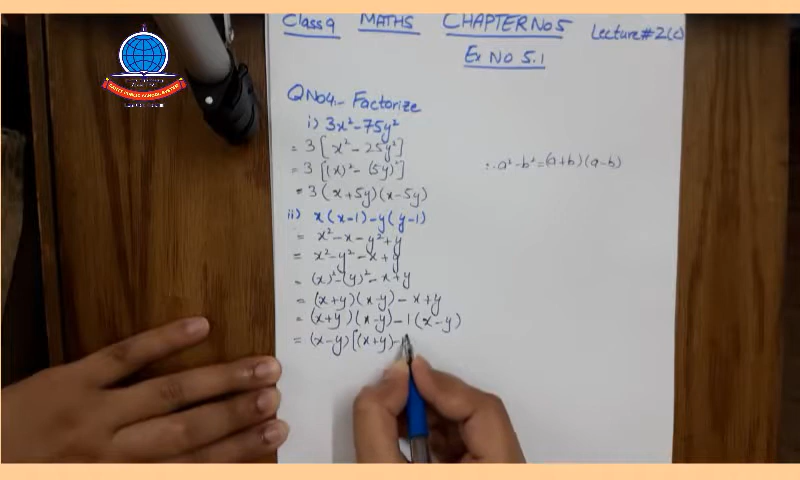 Class 9 MATHS CHAPTER No 5 Lecture # 2(c)
Ex No 5.1
Q No 4:- Factorize
i) 3x² - 75y²
= 3 [ x² - 25y² ]
= 3 [ (x)² - (5y)² ]
= 3 ( x + 5y ) ( x - 5y )
∵ a² - b² = (a+b) (a-b)
ii) x ( x - 1 ) - y ( y - 1 )
= x² - x - y² + y
= x² - y² - x + y
= (x)² - (y)² - x + y
= (x+y) (x-y) - x + y
= (x+y) (x-y) - 1 (x-y)
= (x-y) [ (x+y) -